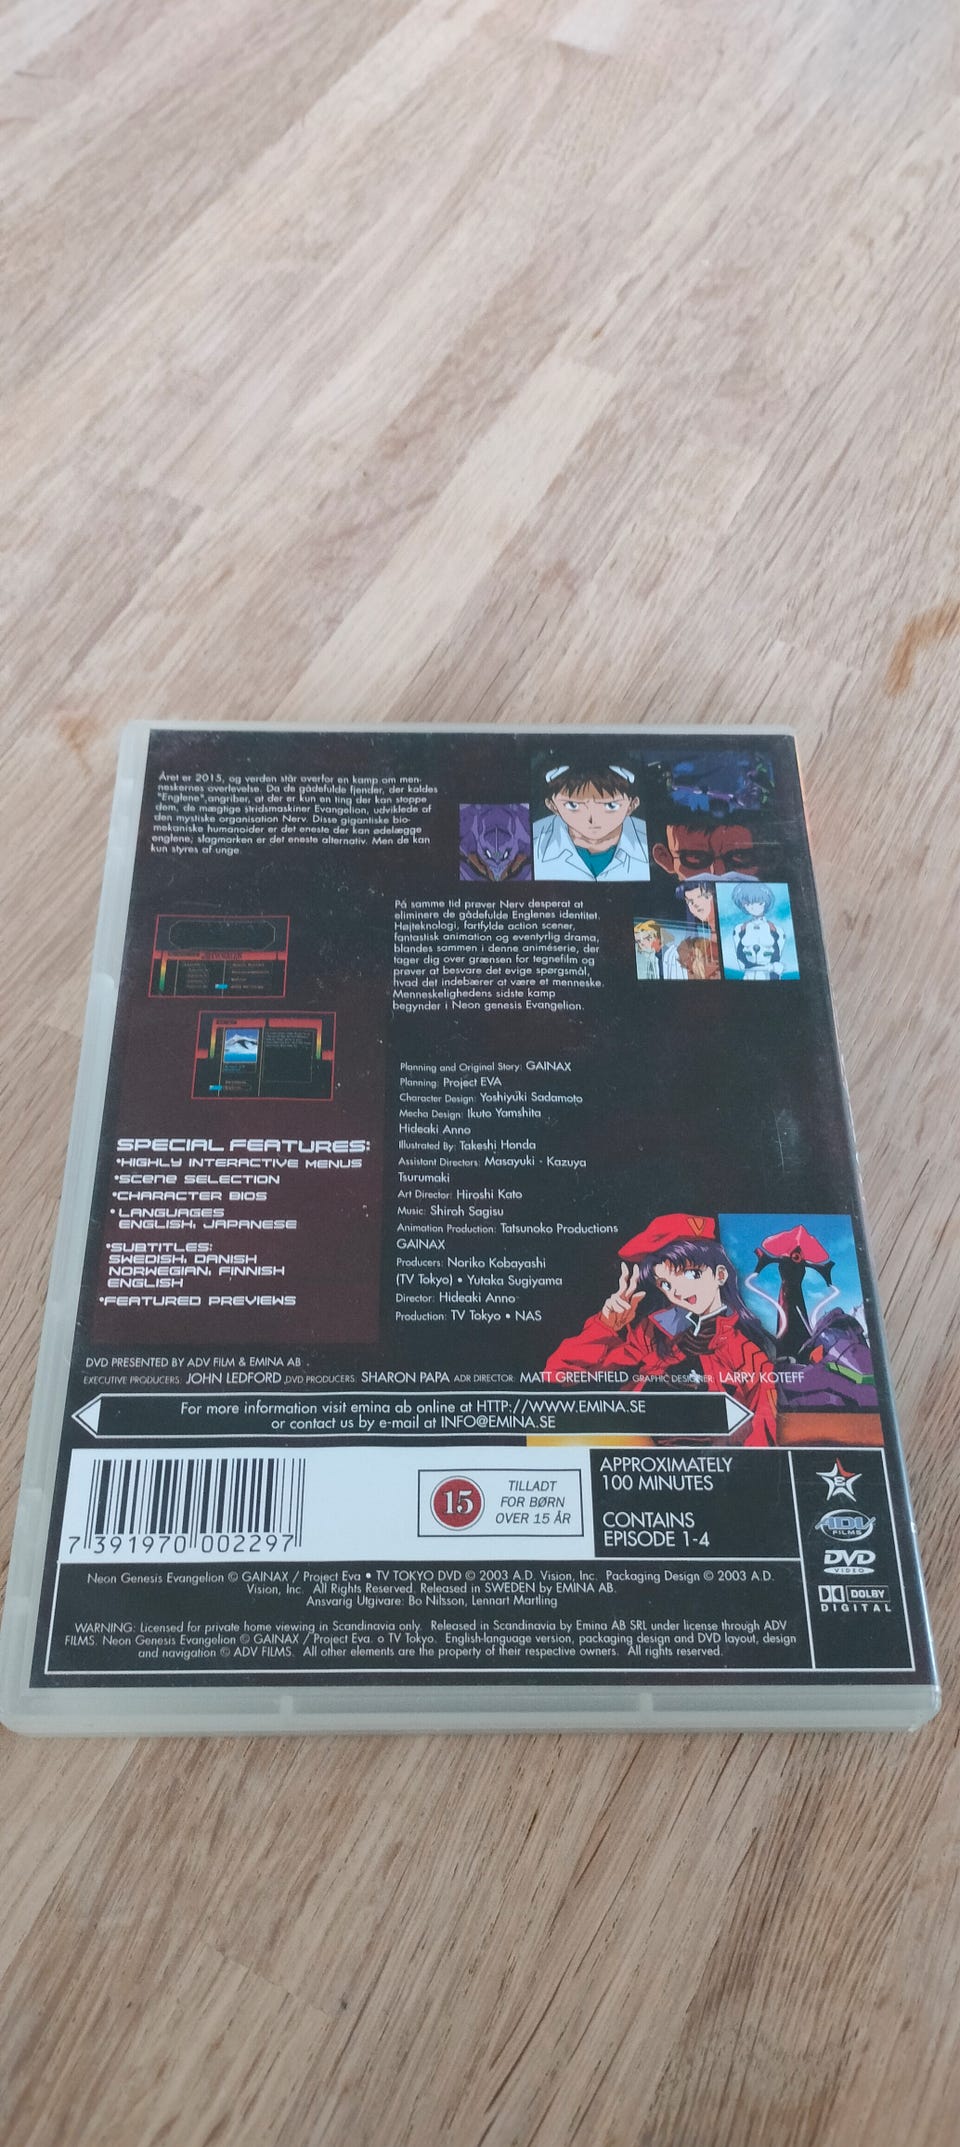 Året er 2015, og verden står overfor en kamp om men-
neskernes overlevelse. Da de gådefulde fjender, der kaldes
"Englene",angriber, at der er kun en ting der kan stoppe
dem, de mægtige stridsmaskiner Evangelion, udviklede af
den mystiske organisation Nerv. Disse gigantiske bio-
mekaniske humanoider er det eneste der kan ødelægge
englene; slagmarken er det eneste alternativ. Men de kan
kun styres af unge.
På samme tid prøver Nerv desperat at
eliminere de gådefulde Englenes identitet.
Højteknologi, fartfylde action scener,
fantastisk animation og eventyrlig drama,
blandes sammen i denne animéserie, der
tager dig over grænsen for tegnefilm og
prøver at besvare det evige spørgsmål,
hvad det indebærer at være et menneske.
Menneskelighedens sidste kamp
begynder i Neon genesis Evangelion.
Planning and Original Story: GAINAX
Planning: Project EVA
Character Design: Yoshiyuki Sadamoto
Mecha Design: Ikuto Yamshita
Hideaki Anno
Illustrated By: Takeshi Honda
Assistant Directors: Masayuki • Kazuya
Tsurumaki
Art Director: Hiroshi Kato
Music: Shiroh Sagisu
Animation Production: Tatsunoko Productions
GAINAX
Producers: Noriko Kobayashi
(TV Tokyo) • Yutaka Sugiyama
Director: Hideaki Anno
Production: TV Tokyo • NAS
SPECIAL FEATURES:
•HIGHLY INTERACTIVE MENUS
•SCENE SELECTION
•CHARACTER BIOS
•LANGUAGES
ENGLISH, JAPANESE
•SUBTITLES:
SWEDISH, DANISH
NORWEGIAN, FINNISH
ENGLISH
•FEATURED PREVIEWS
DVD PRESENTED BY ADV FILM & EMINA AB .
EXECUTIVE PRODUCERS: JOHN LEDFORD ,DVD PRODUCERS: SHARON PAPA ADR DIRECTOR: MATT GREENFIELD GRAPHIC DESIGNER: LARRY KOTEFF
For more information visit emina ab online at HTTP://WWW.EMINA.SE
or contact us by e-mail at INFO@EMINA.SE
7 391970 002297
15
TILLADT
FOR BØRN
OVER 15 ÅR
APPROXIMATELY
100 MINUTES
CONTAINS
EPISODE 1-4
ADV
FILMS
DVD
VIDEO
DOLBY
DIGITAL
Neon Genesis Evangelion © GAINAX / Project Eva • TV TOKYO DVD © 2003 A.D. Vision, Inc. Packaging Design © 2003 A.D.
Vision, Inc. All Rights Reserved. Released in SWEDEN by EMINA AB.
Ansvarig Utgivare: Bo Nilsson, Lennart Martling
WARNING: Licensed for private home viewing in Scandinavia only. Released in Scandinavia by Emina AB SRL under license through ADV
FILMS. Neon Genesis Evangelion © GAINAX / Project Eva. o TV Tokyo. English-language version, packaging design and DVD layout, design
and navigation © ADV FILMS. All other elements are the property of their respective owners. All rights reserved.